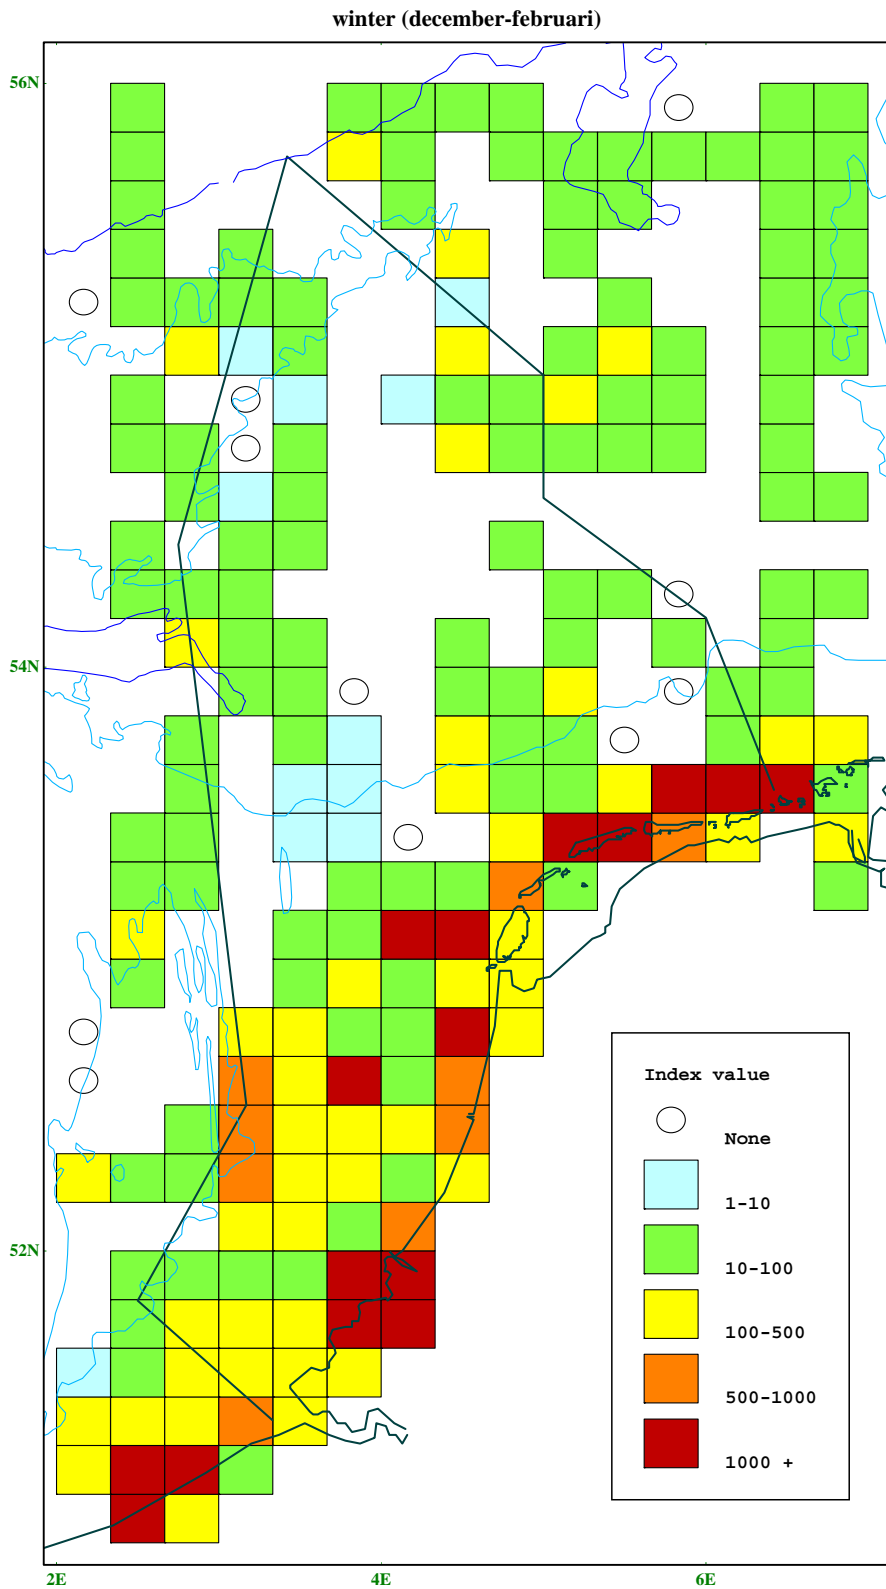 winter (december-februari)
56N
54N
Index value
None
1-10
10-100
52N
100-500
500-1000
1000 +
2E 4E 6E